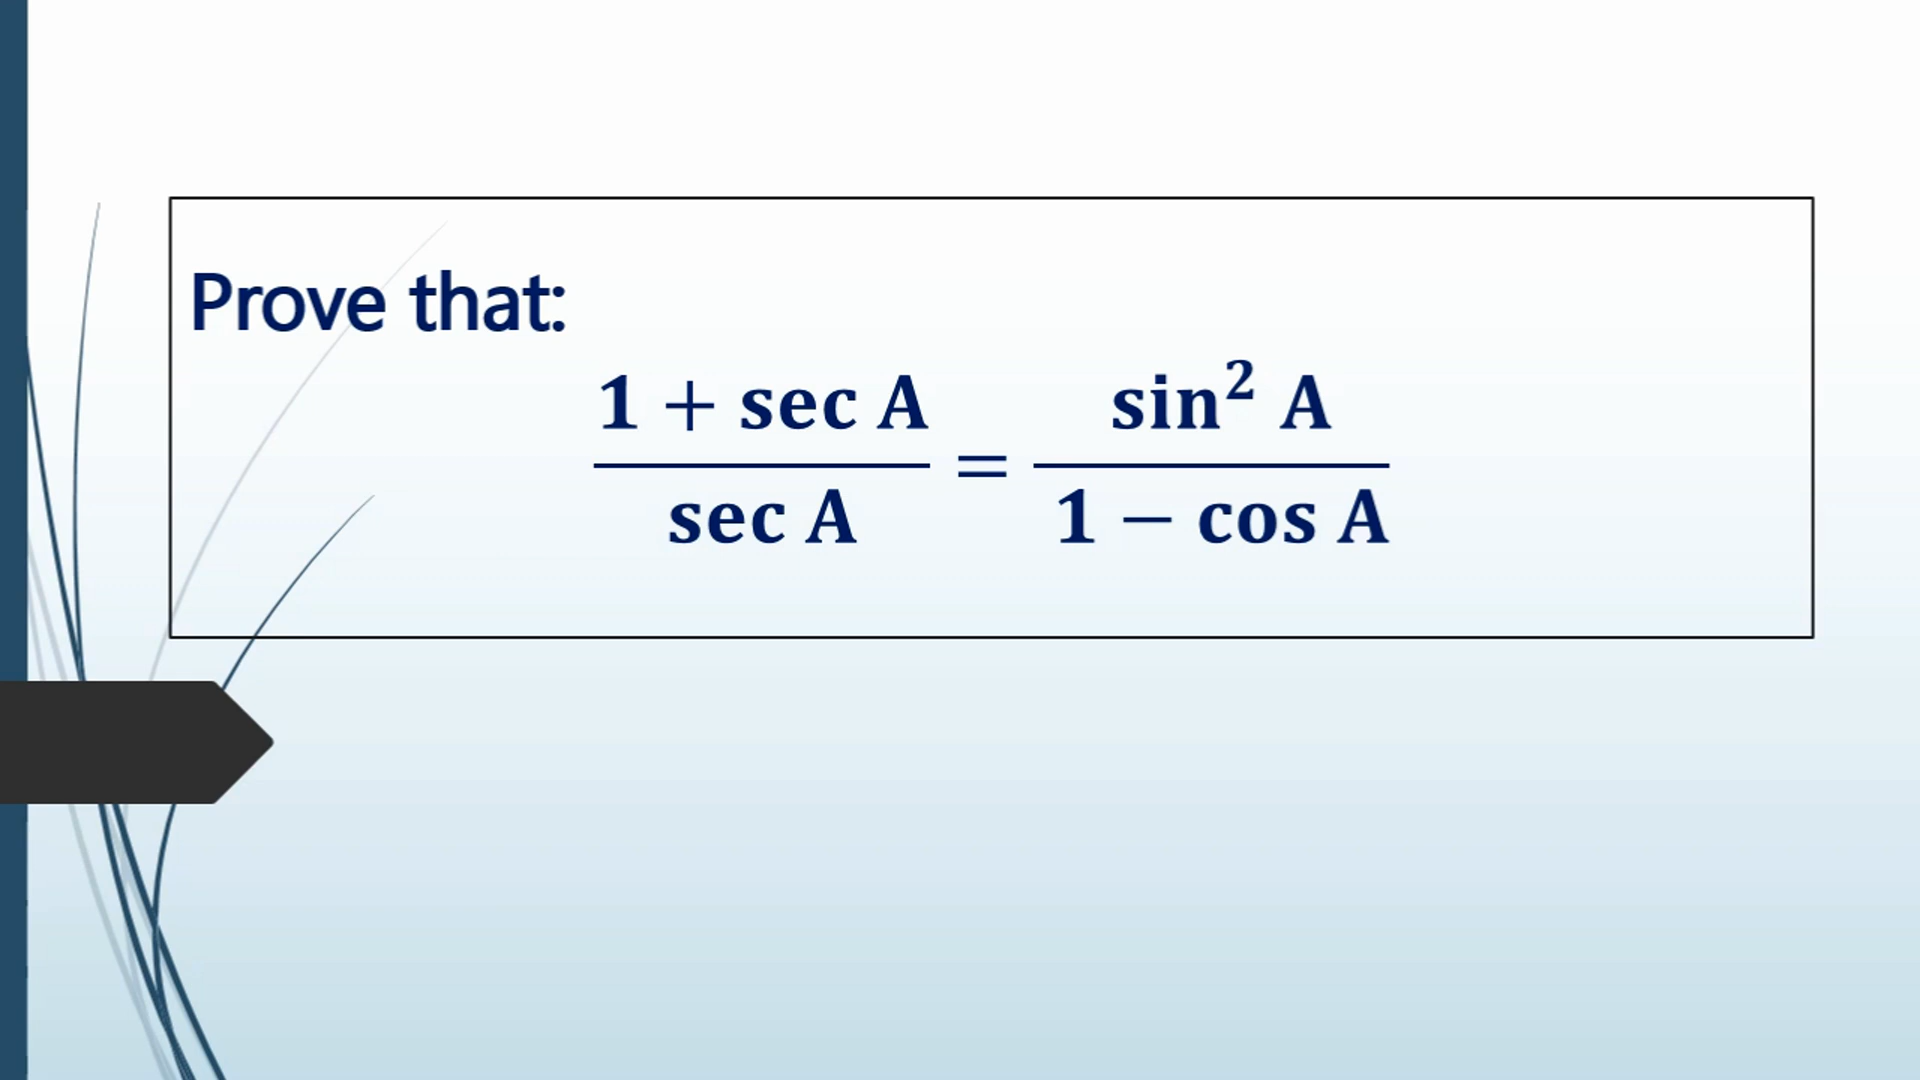 Prove that:
(1 + sec A)/(sec A) = (sin² A)/(1 − cos A)